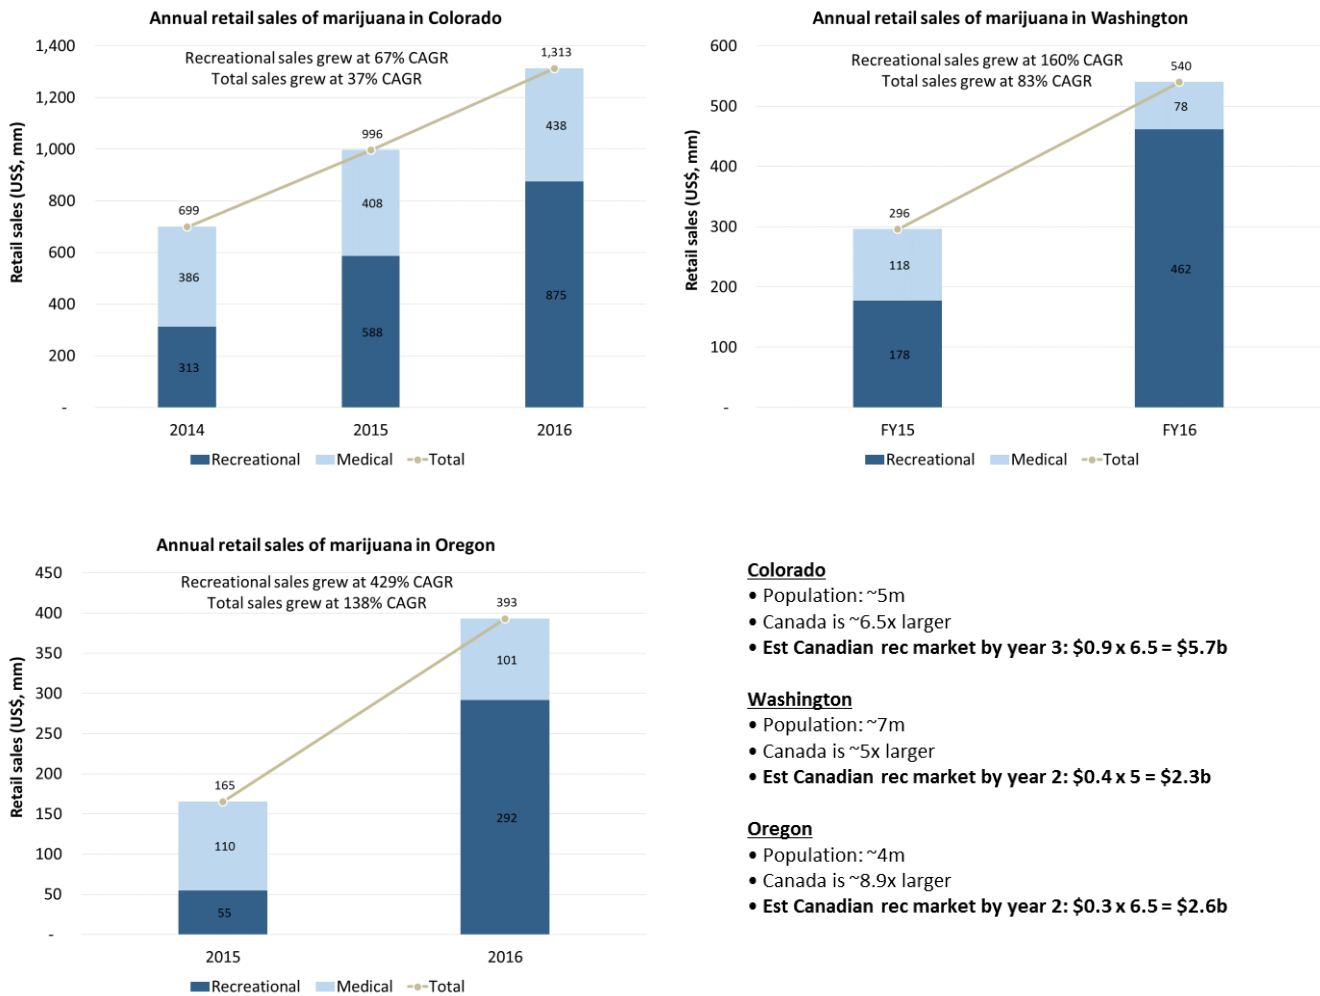 Annual retail sales of marijuana in Colorado
Recreational sales grew at 67% CAGR
Total sales grew at 37% CAGR
Retail sales (US$, mm)
1,400
1,200
1,000
800
600
400
200
-
699
386
313
996
408
588
1,313
438
875
2014
2015
2016
Recreational Medical Total
Annual retail sales of marijuana in Washington
Recreational sales grew at 160% CAGR
Total sales grew at 83% CAGR
Retail sales (US$, mm)
600
500
400
300
200
100
-
296
118
178
540
78
462
FY15
FY16
Recreational Medical Total
Annual retail sales of marijuana in Oregon
Recreational sales grew at 429% CAGR
Total sales grew at 138% CAGR
Retail sales (US$, mm)
450
400
350
300
250
200
150
100
50
-
165
110
55
393
101
292
2015
2016
Recreational Medical Total
Colorado
• Population: ~5m
• Canada is ~6.5x larger
• Est Canadian rec market by year 3: $0.9 x 6.5 = $5.7b
Washington
• Population: ~7m
• Canada is ~5x larger
• Est Canadian rec market by year 2: $0.4 x 5 = $2.3b
Oregon
• Population: ~4m
• Canada is ~8.9x larger
• Est Canadian rec market by year 2: $0.3 x 6.5 = $2.6b